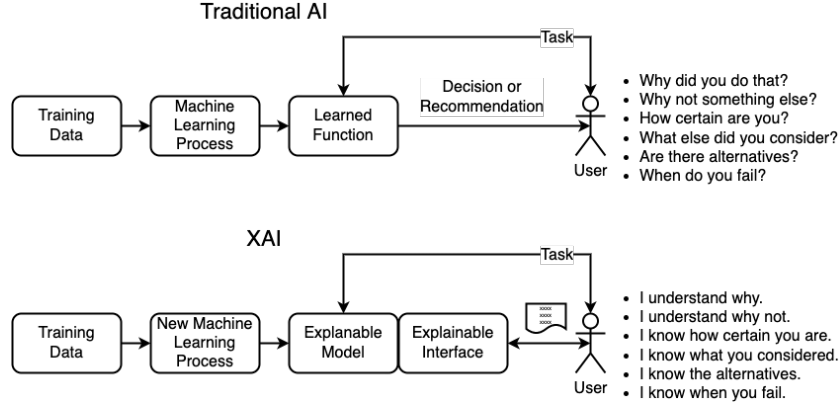 Traditional AI
Task
Training
Data
Machine
Learning
Process
Learned
Function
Decision or
Recommendation
User
• Why did you do that?
• Why not something else?
• How certain are you?
• What else did you consider?
• Are there alternatives?
• When do you fail?
XAI
Task
Training
Data
New Machine
Learning
Process
Explanable
Model
Explainable
Interface
xxxx
xxxx
xxxx
User
• I understand why.
• I understand why not.
• I know how certain you are.
• I know what you considered.
• I know the alternatives.
• I know when you fail.